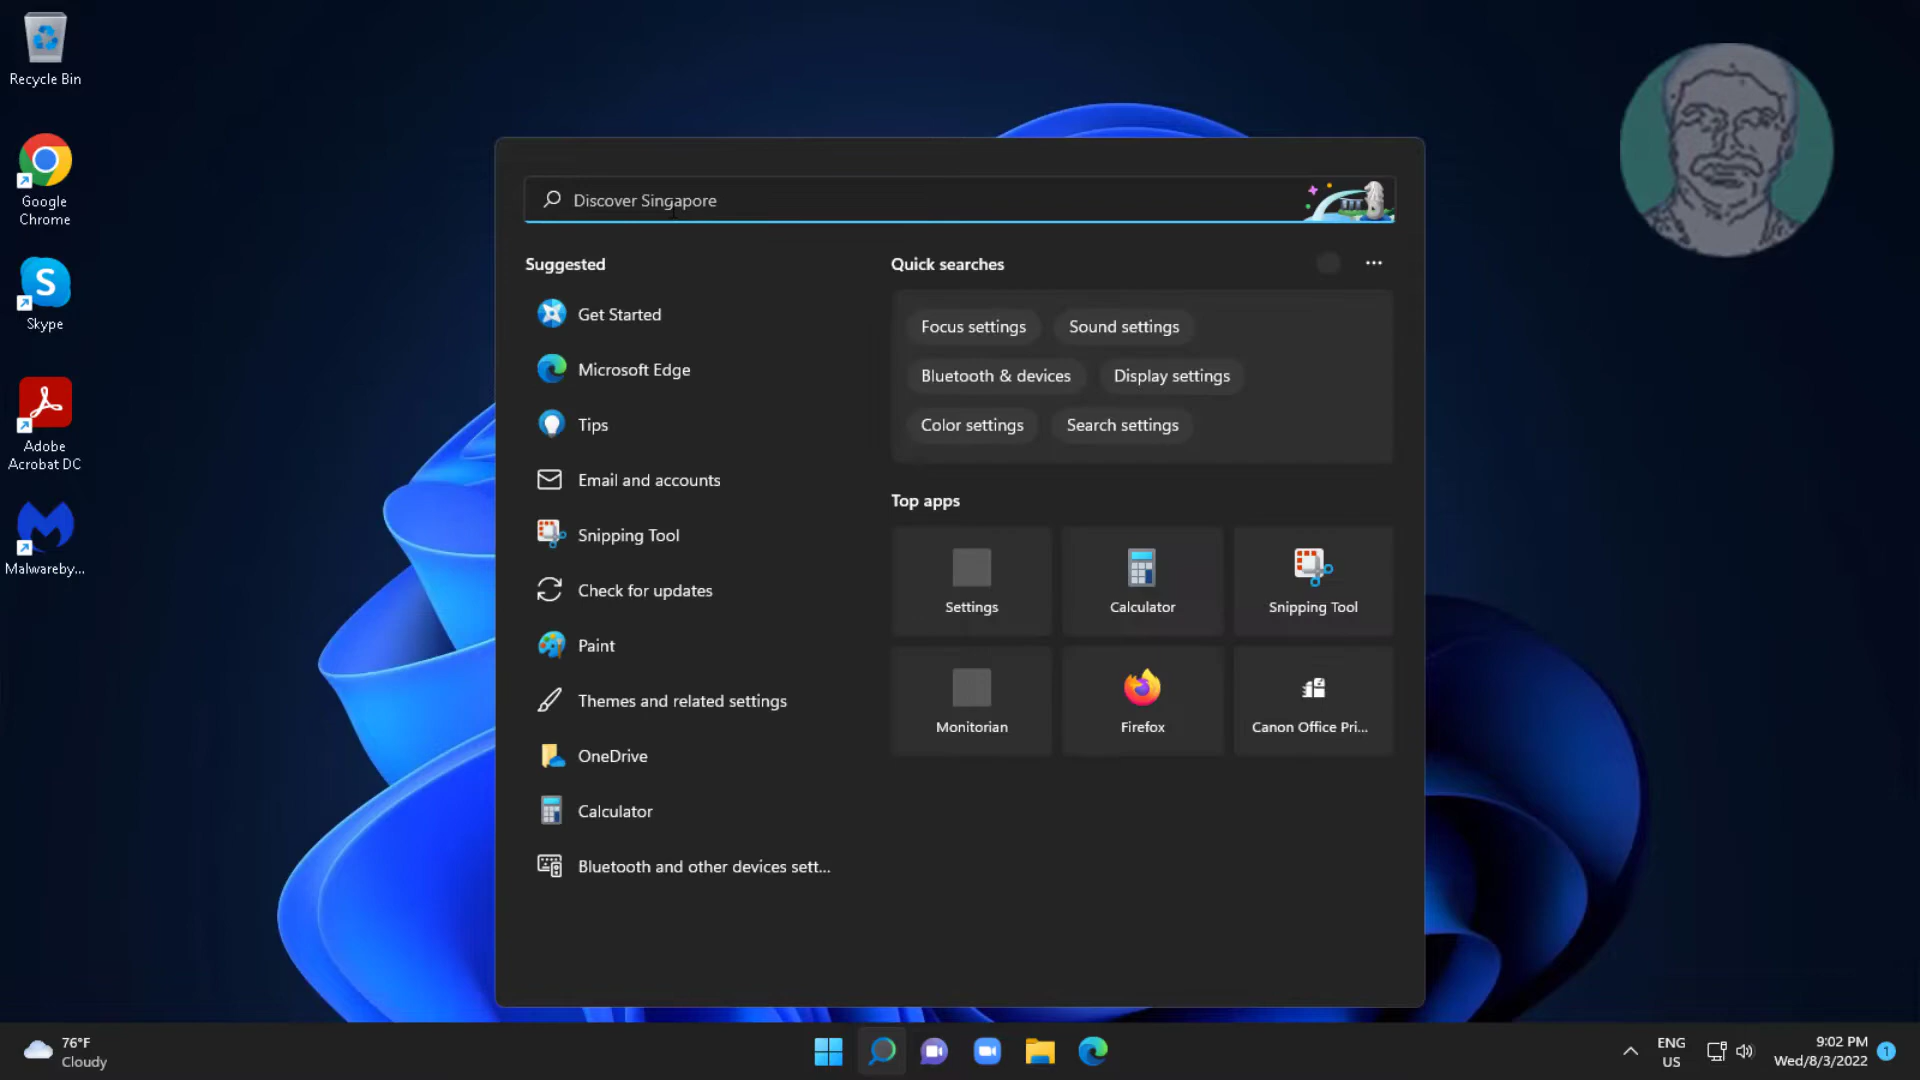 Recycle Bin
Google
Chrome
Skype
Adobe
Acrobat DC
Malwareby...
Discover Singapore
Suggested
Get Started
Microsoft Edge
Tips
Email and accounts
Snipping Tool
Check for updates
Paint
Themes and related settings
OneDrive
Calculator
Bluetooth and other devices sett...
Quick searches
Focus settings
Sound settings
Bluetooth & devices
Display settings
Color settings
Search settings
Top apps
Settings
Calculator
Snipping Tool
Monitorian
Firefox
Canon Office Pri...
76°F
Cloudy
ENG
US
9:02 PM
Wed/8/3/2022
1